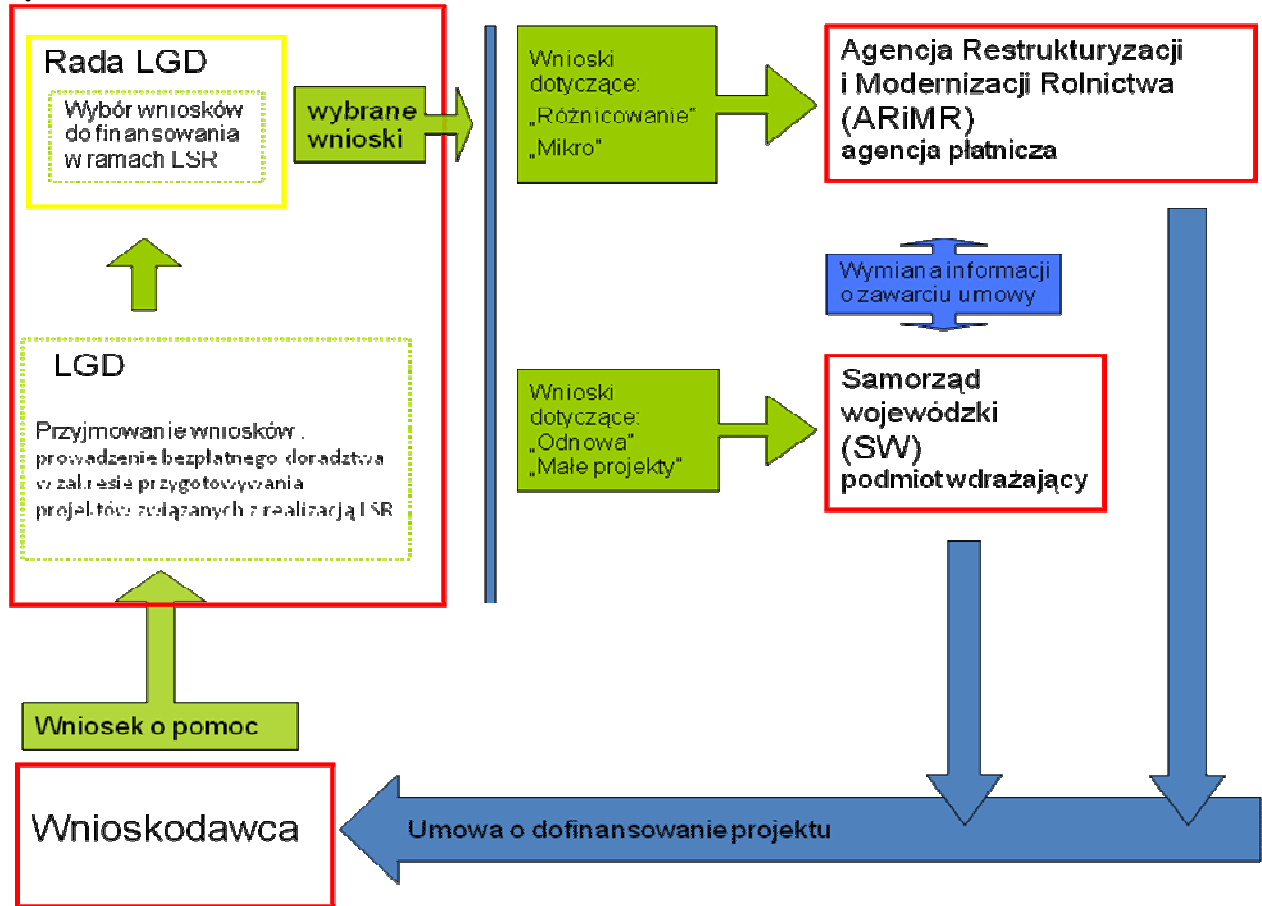 Rada LGD
Wybór wniosków
do finansowania
w ramach LSR
wybrane
wnioski
Wnioski
dotyczące:
„Różnicowanie”
„Mikro”
Agencja Restrukturyzacji
i Modernizacji Rolnictwa
(ARiMR)
agencja płatnicza
Wymiana informacji
o zawarciu umowy
LGD
Przyjmowanie wniosków .
prowadzenie bezpłatnego doradztwa
w zakresie przygotowywania
projektów związanych z realizacją LSR
Wnioski
dotyczące:
„Odnowa”
„Małe projekty”
Samorząd
wojewódzki
(SW)
podmiot wdrażający
Wniosek o pomoc
Wnioskodawca
Umowa o dofinansowanie projektu